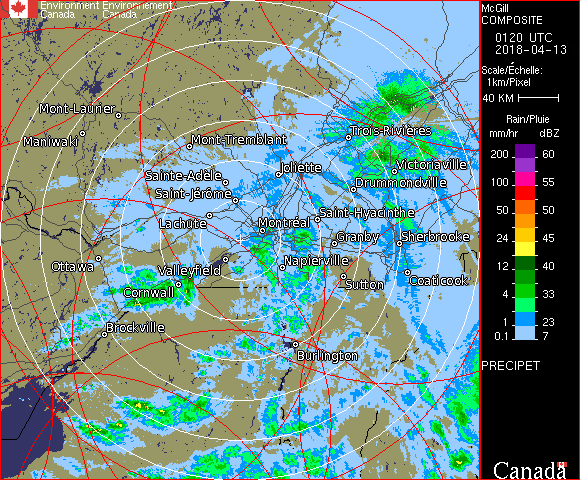 Environment Environnement
Canada Canada
McGill
COMPOSITE
0120 UTC
2018-04-13
Scale/Échelle:
1km/Pixel
40 KM
Rain/Pluie
mm/hr dBZ
200 60
100 55
50 50
50 45
24 45
12 40
4 33
1 23
0.1 7
PRECIPET
Canada
Mont-Laurier
Maniwaki
Mont-Tremblant
Trois-Rivières
Joliette
Victoriaville
Sainte-Adèle
Drummondville
Saint-Jérôme
Saint-Hyacinthe
Lachute
Montréal
Granby
Sherbrooke
Ottawa
Valleyfield
Napierville
Sutton
Coaticook
Cornwall
Brockville
Burlington